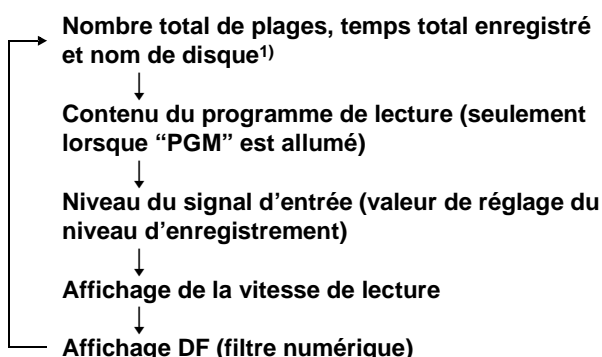 Nombre total de plages, temps total enregistré
et nom de disque1)
Contenu du programme de lecture (seulement
lorsque “PGM” est allumé)
Niveau du signal d’entrée (valeur de réglage du
niveau d’enregistrement)
Affichage de la vitesse de lecture
Affichage DF (filtre numérique)